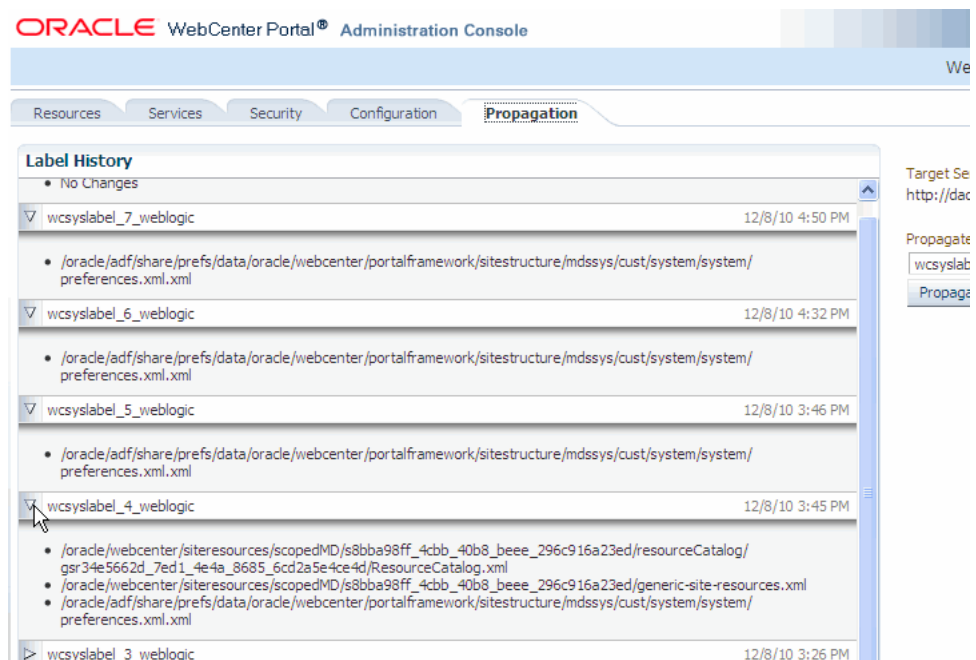 ORACLE WebCenter Portal® Administration Console
We
Resources Services Security Configuration Propagation
Label History
• No Changes
wcsyslabel_7_weblogic 12/8/10 4:50 PM
• /oracle/adf/share/prefs/data/oracle/webcenter/portalframework/sitestructure/mdssys/cust/system/system/
preferences.xml.xml
wcsyslabel_6_weblogic 12/8/10 4:32 PM
• /oracle/adf/share/prefs/data/oracle/webcenter/portalframework/sitestructure/mdssys/cust/system/system/
preferences.xml.xml
wcsyslabel_5_weblogic 12/8/10 3:46 PM
• /oracle/adf/share/prefs/data/oracle/webcenter/portalframework/sitestructure/mdssys/cust/system/system/
preferences.xml.xml
wcsyslabel_4_weblogic 12/8/10 3:45 PM
• /oracle/webcenter/siteresources/scopedMD/s8bba98ff_4cbb_40b8_beee_296c916a23ed/resourceCatalog/
gsr34e5662d_7ed1_4e4a_8685_6cd2a5e4ce4d/ResourceCatalog.xml
• /oracle/webcenter/siteresources/scopedMD/s8bba98ff_4cbb_40b8_beee_296c916a23ed/generic-site-resources.xml
• /oracle/adf/share/prefs/data/oracle/webcenter/portalframework/sitestructure/mdssys/cust/system/system/
preferences.xml.xml
wcsyslabel_3_weblogic 12/8/10 3:26 PM
Target Se
http://dad
Propagate
wcsyslab
Propaga